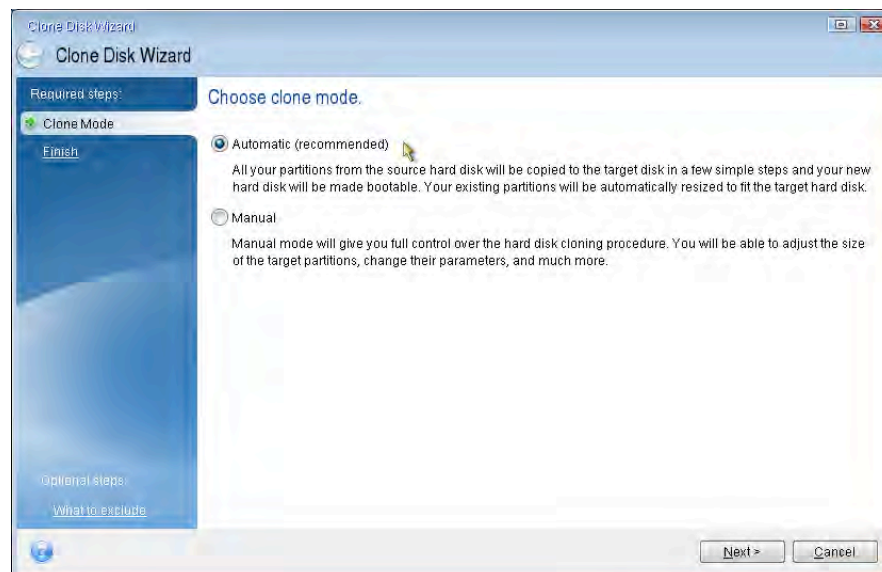 Clone Disk Wizard
Clone Disk Wizard
Required steps:
Clone Mode
Finish
Optional steps:
What to exclude
Choose clone mode.
Automatic (recommended)
All your partitions from the source hard disk will be copied to the target disk in a few simple steps and your new
hard disk will be made bootable. Your existing partitions will be automatically resized to fit the target hard disk.
Manual
Manual mode will give you full control over the hard disk cloning procedure. You will be able to adjust the size
of the target partitions, change their parameters, and much more.
Next >
Cancel